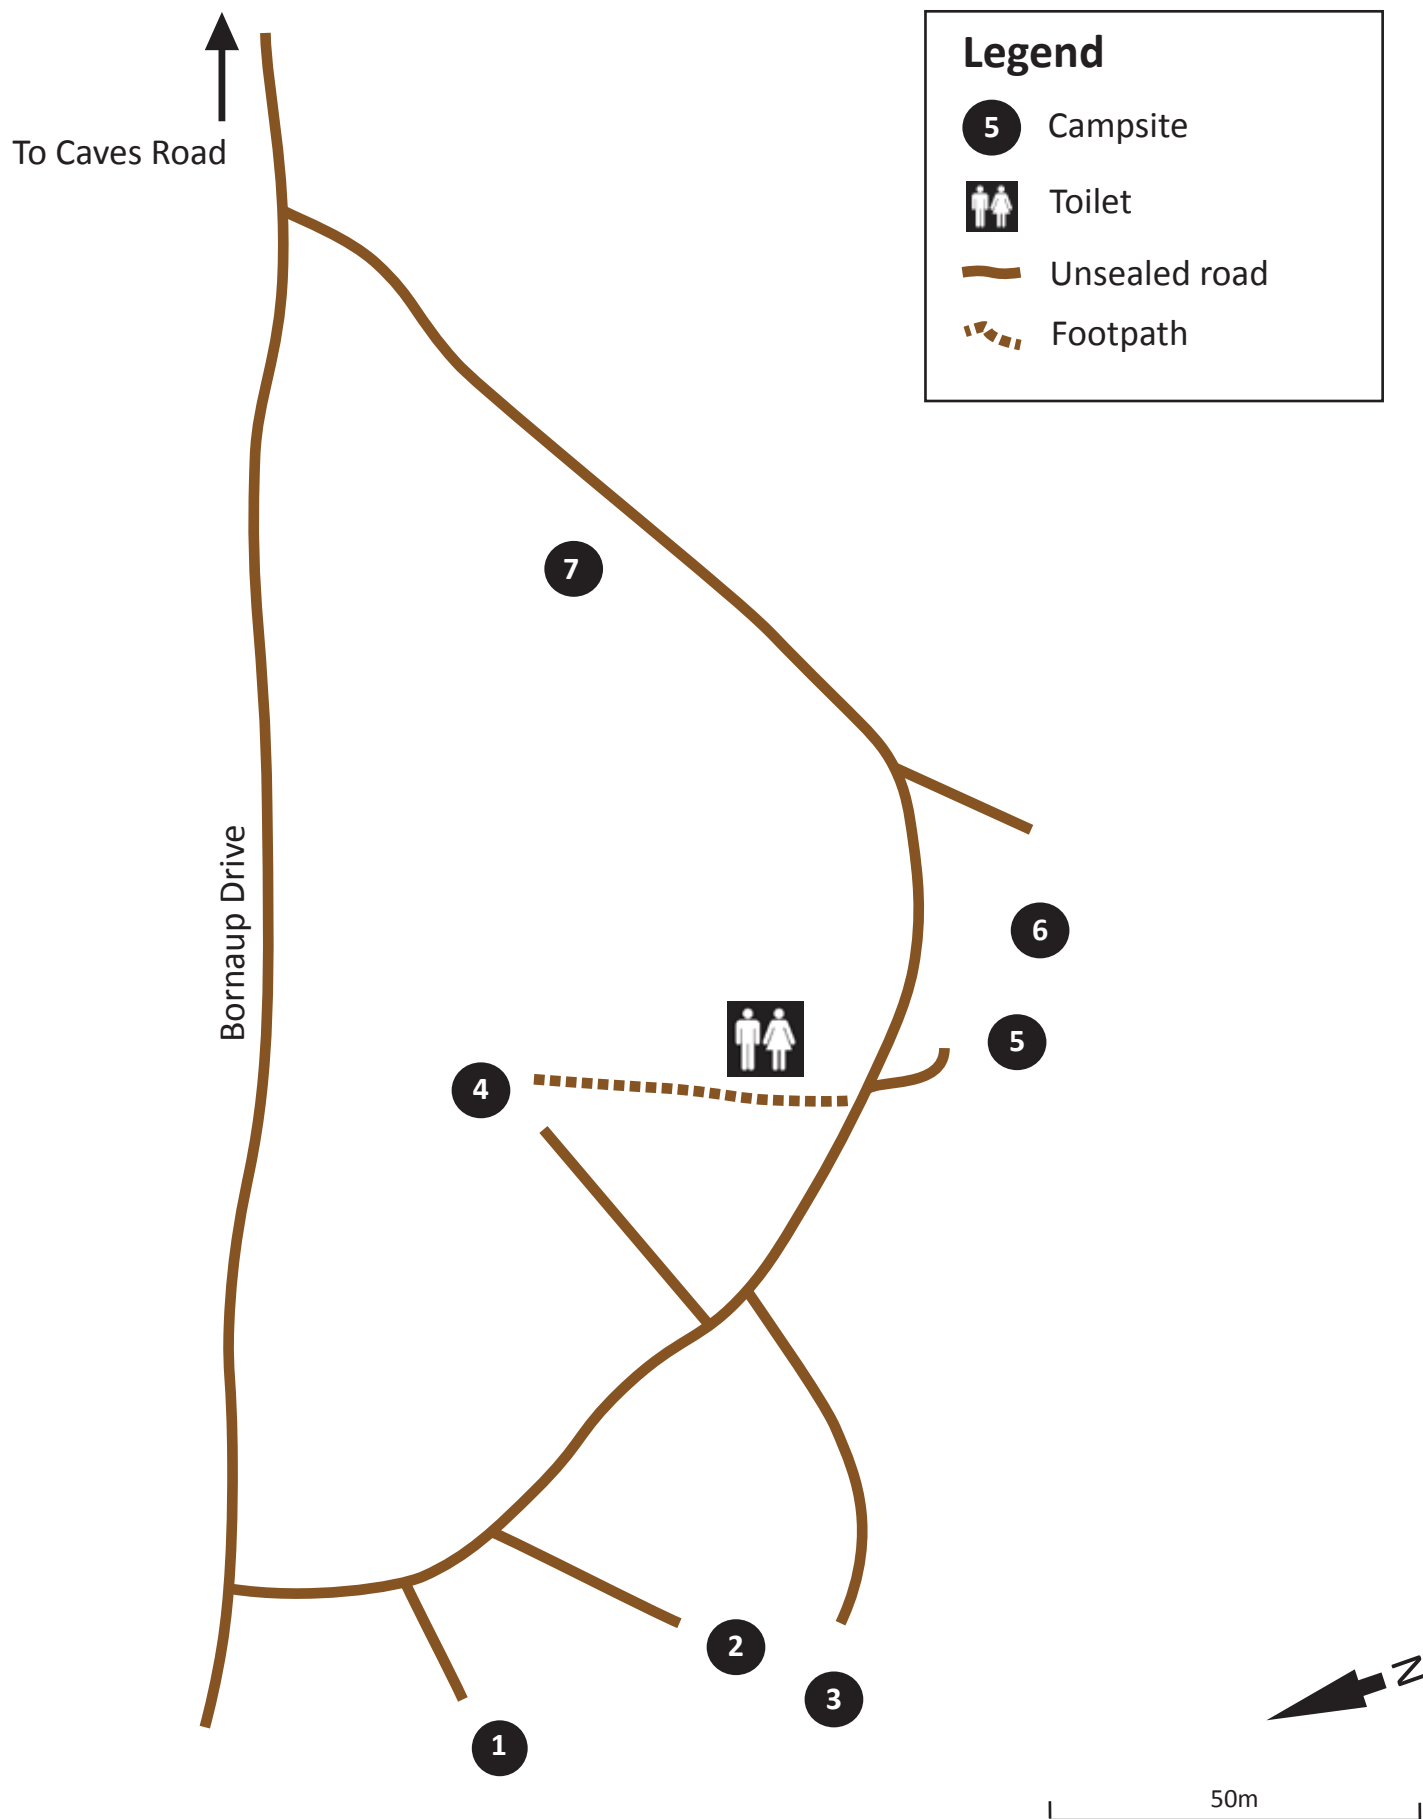 To Caves Road
Legend
5 Campsite
Toilet
Unsealed road
Footpath
7
Bornaup Drive
6
5
4
2
3
1
N
50m